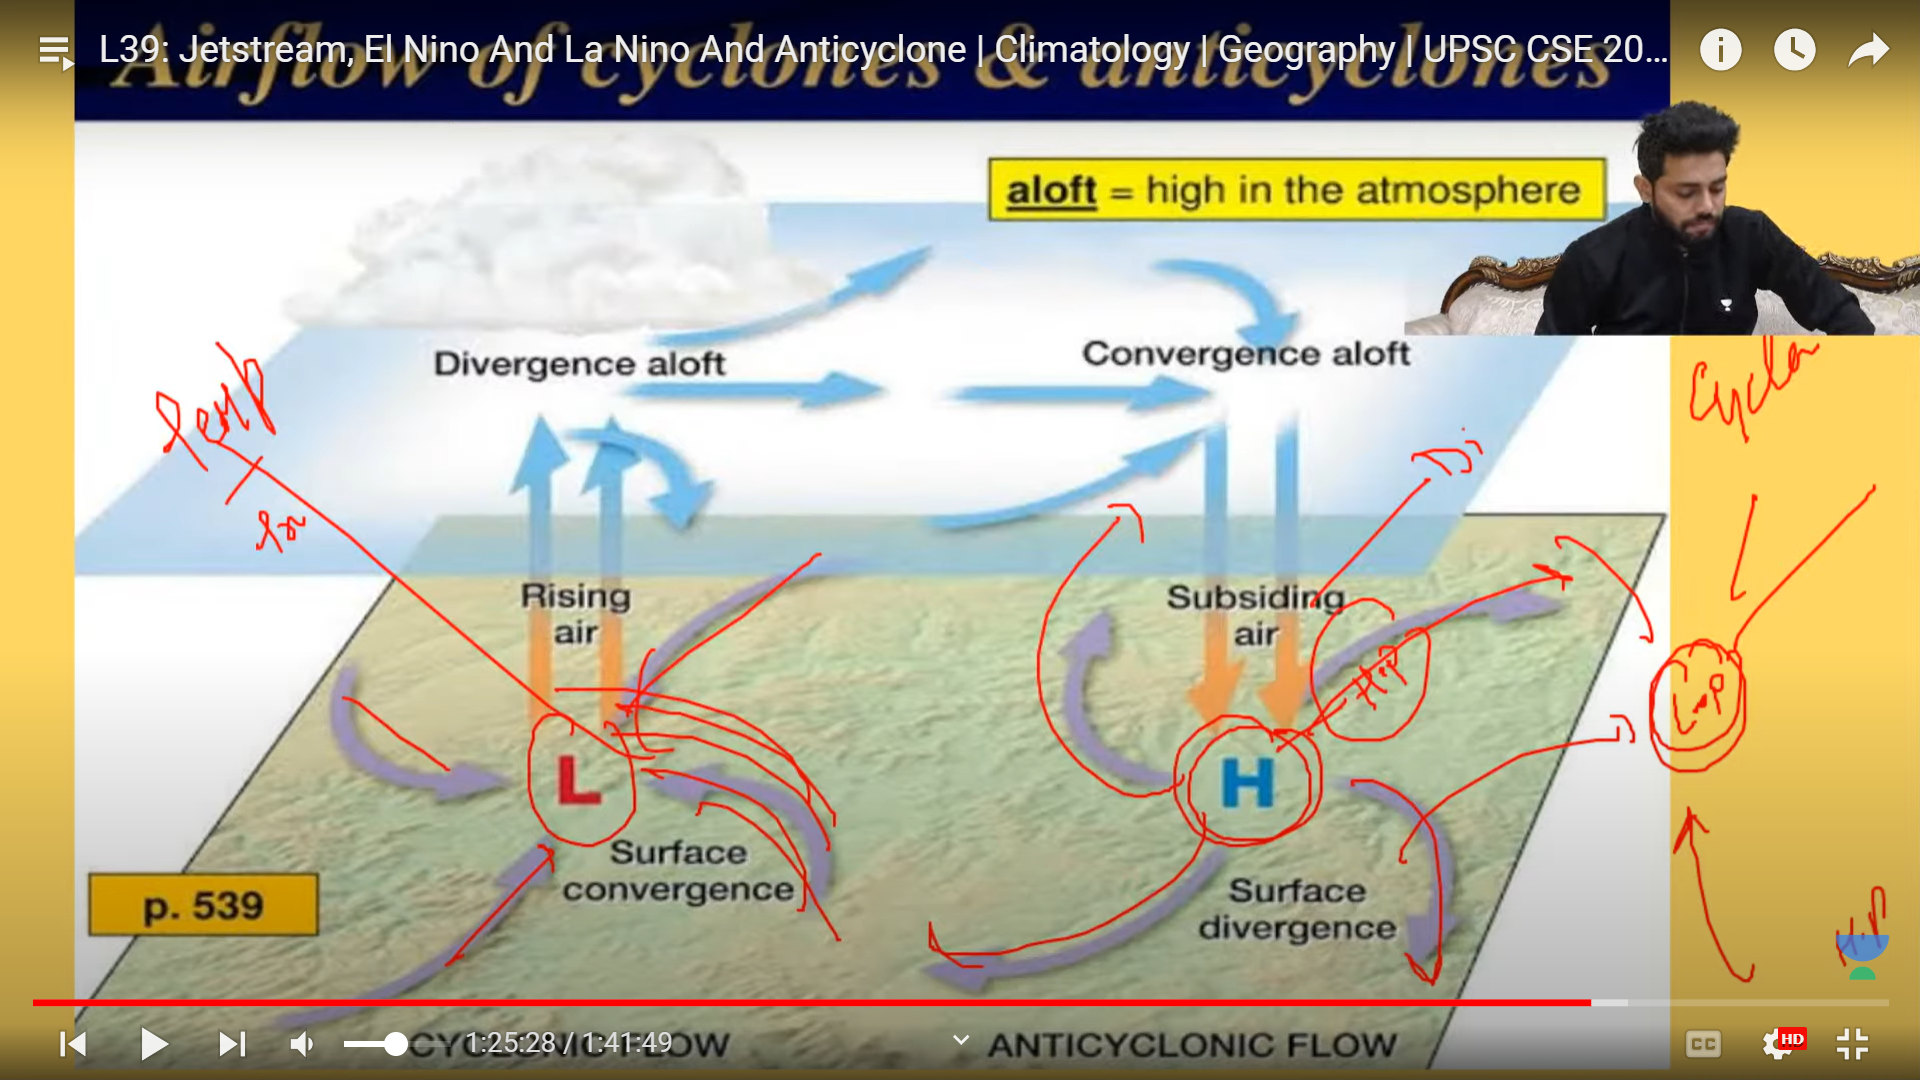 Airflow of cyclones & anticyclones
L39: Jetstream, El Nino And La Nino And Anticyclone | Climatology | Geography | UPSC CSE 20...
aloft = high in the atmosphere
Divergence aloft
Convergence aloft
Temp
Rising
air
Subsiding
air
H.P
L.P
L
H
Surface
convergence
Surface
divergence
p. 539
H.P
1:25:28 / 1:41:49
CYCLONIC FLOW
ANTICYCLONIC FLOW
CC
HD